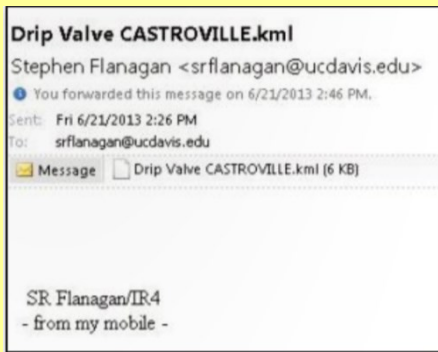 Drip Valve CASTROVILLE.kml
Stephen Flanagan <srflanagan@ucdavis.edu>
You forwarded this message on 6/21/2013 2:46 PM.
Sent: Fri 6/21/2013 2:26 PM
To: srflanagan@ucdavis.edu
Message Drip Valve CASTROVILLE.kml (6 KB)
SR Flanagan/IR4
- from my mobile -